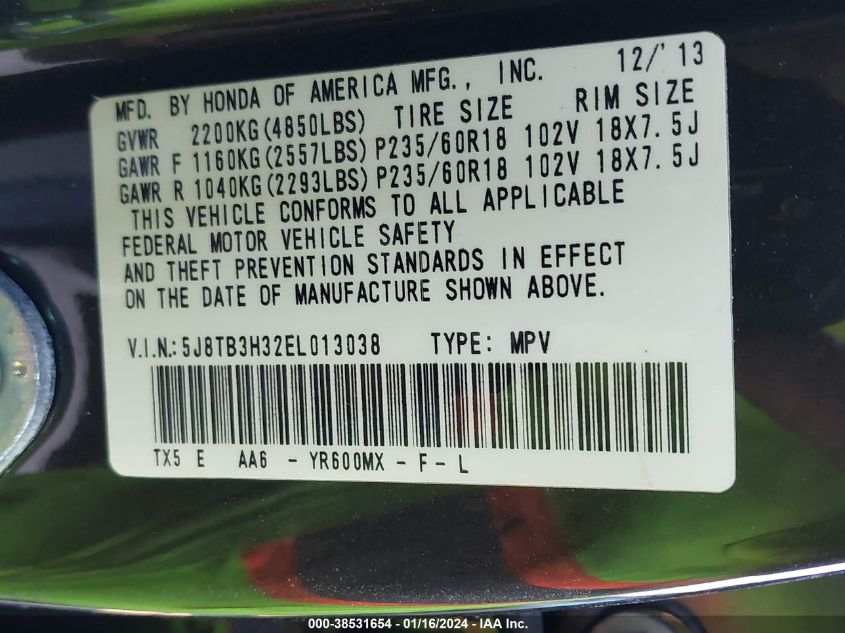 MFD. BY HONDA OF AMERICA MFG., INC. 12/'13
GVWR 2200KG(4850LBS) TIRE SIZE RIM SIZE
GAWR F 1160KG(2557LBS) P235/60R18 102V 18X7.5J
GAWR R 1040KG(2293LBS) P235/60R18 102V 18X7.5J
THIS VEHICLE CONFORMS TO ALL APPLICABLE
FEDERAL MOTOR VEHICLE SAFETY
AND THEFT PREVENTION STANDARDS IN EFFECT
ON THE DATE OF MANUFACTURE SHOWN ABOVE.
V.I.N.: 5J8TB3H32EL013038 TYPE: MPV
TX5 E AA6 - YR600MX - F - L
000-38531654 / 01/16/2024 - YST / IAAI Inc.